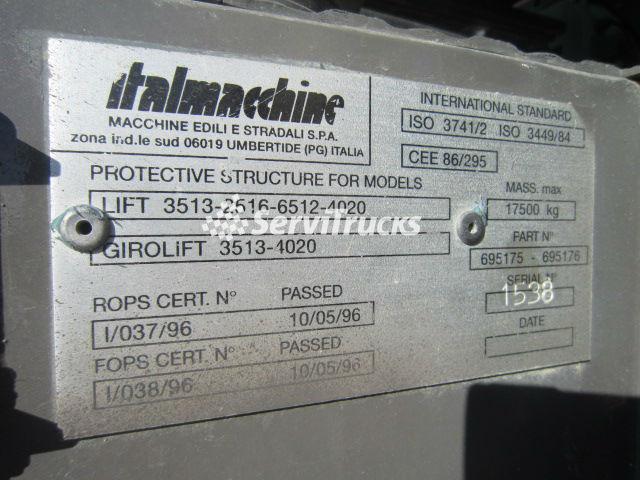 italmacchine
MACCHINE EDILI E STRADALI S.P.A.
zona ind.le sud 06019 UMBERTIDE (PG) ITALIA
INTERNATIONAL STANDARD
ISO 3741/2 ISO 3449/84
CEE 86/295
PROTECTIVE STRUCTURE FOR MODELS
LIFT 3513-2516-6512-4020
GIROLiFT 3513-4020
MASS. max
17500 kg
PART N°
695175 - 695176
SERIAL N°
1538
DATE
ROPS CERT. N° PASSED
I/037/96 10/05/96
FOPS CERT. N° PASSED
I/038/96 10/05/96
ServiTrucks